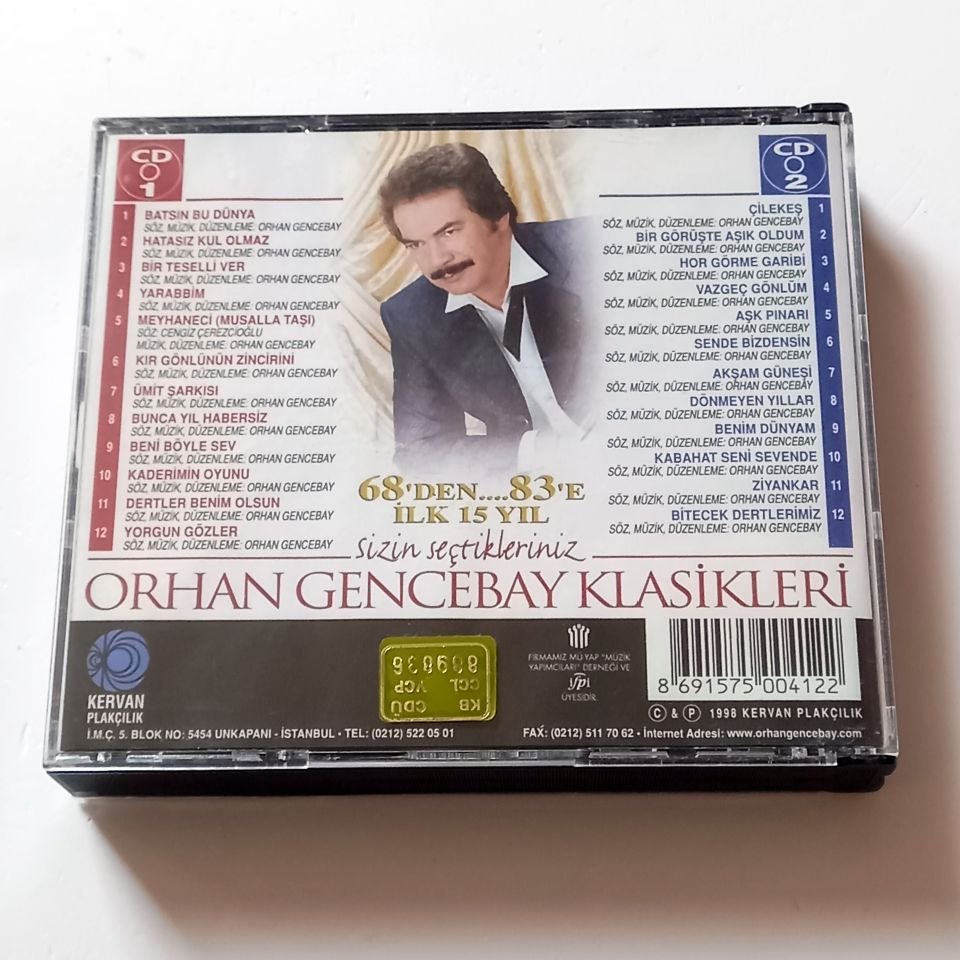 CD 1
1 BATSIN BU DÜNYA
SÖZ, MÜZİK, DÜZENLEME: ORHAN GENCEBAY
2 HATASIZ KUL OLMAZ
SÖZ, MÜZİK, DÜZENLEME: ORHAN GENCEBAY
3 BİR TESELLİ VER
SÖZ, MÜZİK, DÜZENLEME: ORHAN GENCEBAY
4 YARABBİM
SÖZ, MÜZİK, DÜZENLEME: ORHAN GENCEBAY
5 MEYHANECİ (MUSALLA TAŞI)
SÖZ: CENGİZ ÇEREZCİOĞLU
MÜZİK, DÜZENLEME: ORHAN GENCEBAY
6 KIR GÖNLÜNÜN ZİNCİRİNİ
SÖZ, MÜZİK, DÜZENLEME: ORHAN GENCEBAY
7 ÜMİT ŞARKISI
SÖZ, MÜZİK, DÜZENLEME: ORHAN GENCEBAY
8 BUNCA YIL HABERSİZ
SÖZ, MÜZİK, DÜZENLEME: ORHAN GENCEBAY
9 BENİ BÖYLE SEV
SÖZ, MÜZİK, DÜZENLEME: ORHAN GENCEBAY
10 KADERİMİN OYUNU
SÖZ, MÜZİK, DÜZENLEME: ORHAN GENCEBAY
11 DERTLER BENİM OLSUN
SÖZ, MÜZİK, DÜZENLEME: ORHAN GENCEBAY
12 YORGUN GÖZLER
SÖZ, MÜZİK, DÜZENLEME: ORHAN GENCEBAY
CD 2
ÇİLEKEŞ 1
SÖZ, MÜZİK, DÜZENLEME: ORHAN GENCEBAY
BİR GÖRÜŞTE AŞIK OLDUM 2
SÖZ, MÜZİK, DÜZENLEME: ORHAN GENCEBAY
HOR GÖRME GARİBİ 3
SÖZ, MÜZİK, DÜZENLEME: ORHAN GENCEBAY
VAZGEÇ GÖNLÜM 4
SÖZ, MÜZİK, DÜZENLEME: ORHAN GENCEBAY
AŞK PINARI 5
SÖZ, MÜZİK, DÜZENLEME: ORHAN GENCEBAY
SENDE BİZDENSİN 6
SÖZ, MÜZİK, DÜZENLEME: ORHAN GENCEBAY
AKŞAM GÜNEŞİ 7
SÖZ, MÜZİK, DÜZENLEME: ORHAN GENCEBAY
DÖNMEYEN YILLAR 8
SÖZ, MÜZİK, DÜZENLEME: ORHAN GENCEBAY
BENİM DÜNYAM 9
SÖZ, MÜZİK, DÜZENLEME: ORHAN GENCEBAY
KABAHAT SENİ SEVENDE 10
SÖZ, MÜZİK, DÜZENLEME: ORHAN GENCEBAY
ZİYANKAR 11
SÖZ, MÜZİK, DÜZENLEME: ORHAN GENCEBAY
BİTECEK DERTLERİMİZ 12
SÖZ, MÜZİK, DÜZENLEME: ORHAN GENCEBAY
68'DEN....83'E
İLK 15 YIL
sizin seçtikleriniz
ORHAN GENCEBAY KLASİKLERİ
KERVAN
PLAKÇILIK
KB
CDÜ
CCL
VCP
869836
FIRMAMIZ MÜ-YAP "MÜZİK
YAPIMCILARI" DERNEĞİ VE
ifpi
ÜYESİDİR.
8 691575 004122
© & ℗ 1998 KERVAN PLAKÇILIK
İ.M.Ç. 5. BLOK NO: 5454 UNKAPANI - İSTANBUL • TEL: (0212) 522 05 01
FAX: (0212) 511 70 62 • İnternet Adresi: www.orhangencebay.com